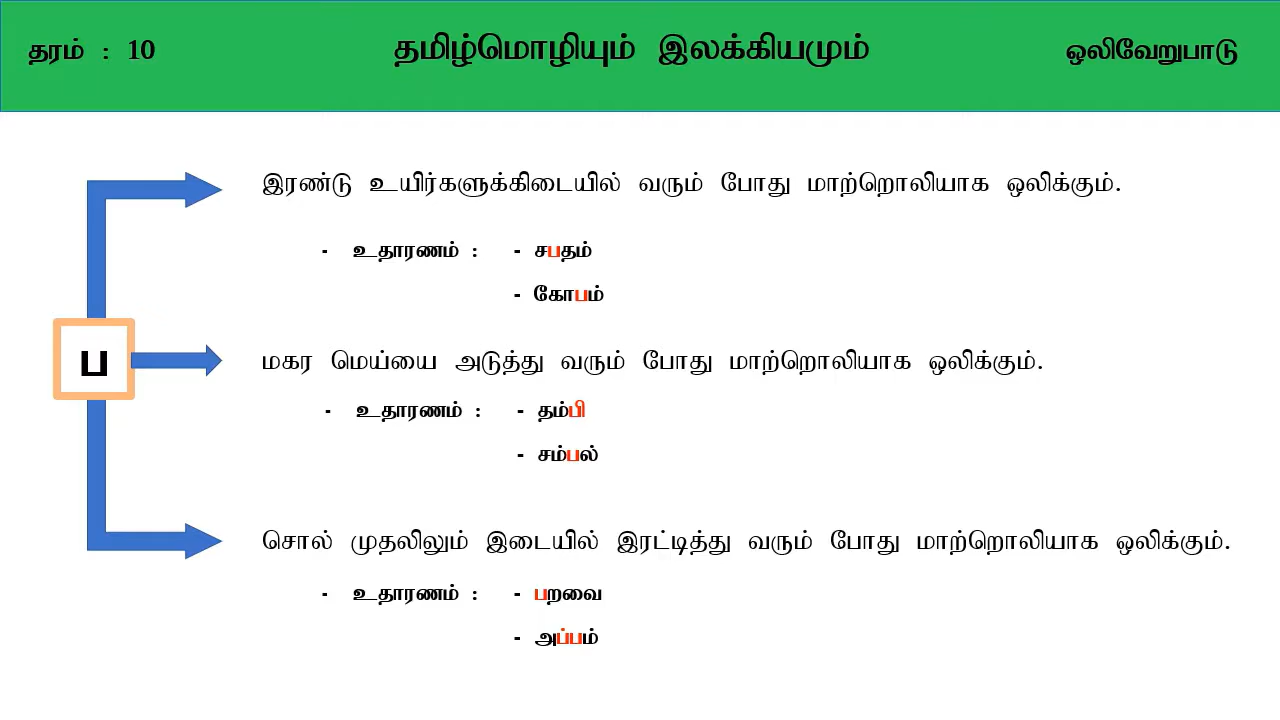 தரம் : 10 தமிழ்மொழியும் இலக்கியமும் ஒலிவேறுபாடு
இரண்டு உயிர்களுக்கிடையில் வரும் போது மாற்றொலியாக ஒலிக்கும்.
- உதாரணம் : - சபதம்
- கோபம்
ப
மகர மெய்யை அடுத்து வரும் போது மாற்றொலியாக ஒலிக்கும்.
- உதாரணம் : - தம்பி
- சம்பல்
சொல் முதலிலும் இடையில் இரட்டித்து வரும் போது மாற்றொலியாக ஒலிக்கும்.
- உதாரணம் : - பறவை
- அப்பம்